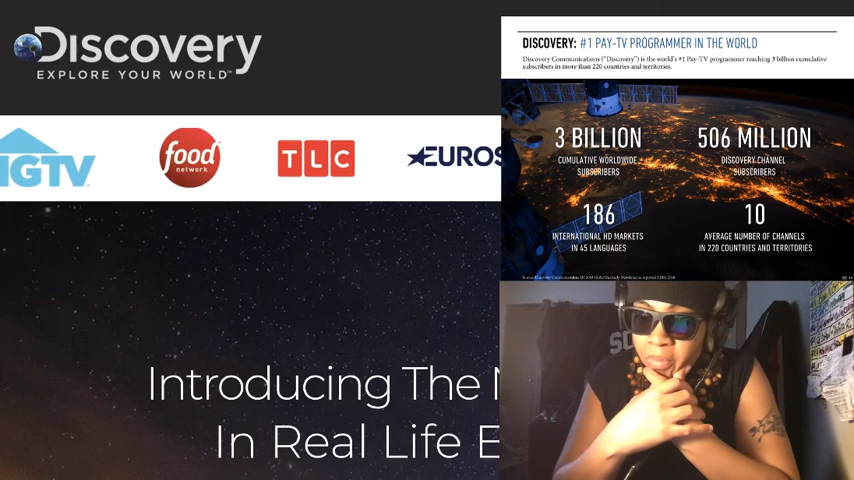 Discovery
EXPLORE YOUR WORLD™
HGTV
food
network
TLC
EUROS
Introducing The
In Real Life E
DISCOVERY: #1 PAY-TV PROGRAMMER IN THE WORLD
Discovery Communications ("Discovery") is the world's #1 Pay-TV programmer reaching 3 billion cumulative
subscribers in more than 220 countries and territories.
3 BILLION
CUMULATIVE WORLDWIDE
SUBSCRIBERS
506 MILLION
DISCOVERY CHANNEL
SUBSCRIBERS
186
INTERNATIONAL HD MARKETS
IN 45 LANGUAGES
10
AVERAGE NUMBER OF CHANNELS
IN 220 COUNTRIES AND TERRITORIES